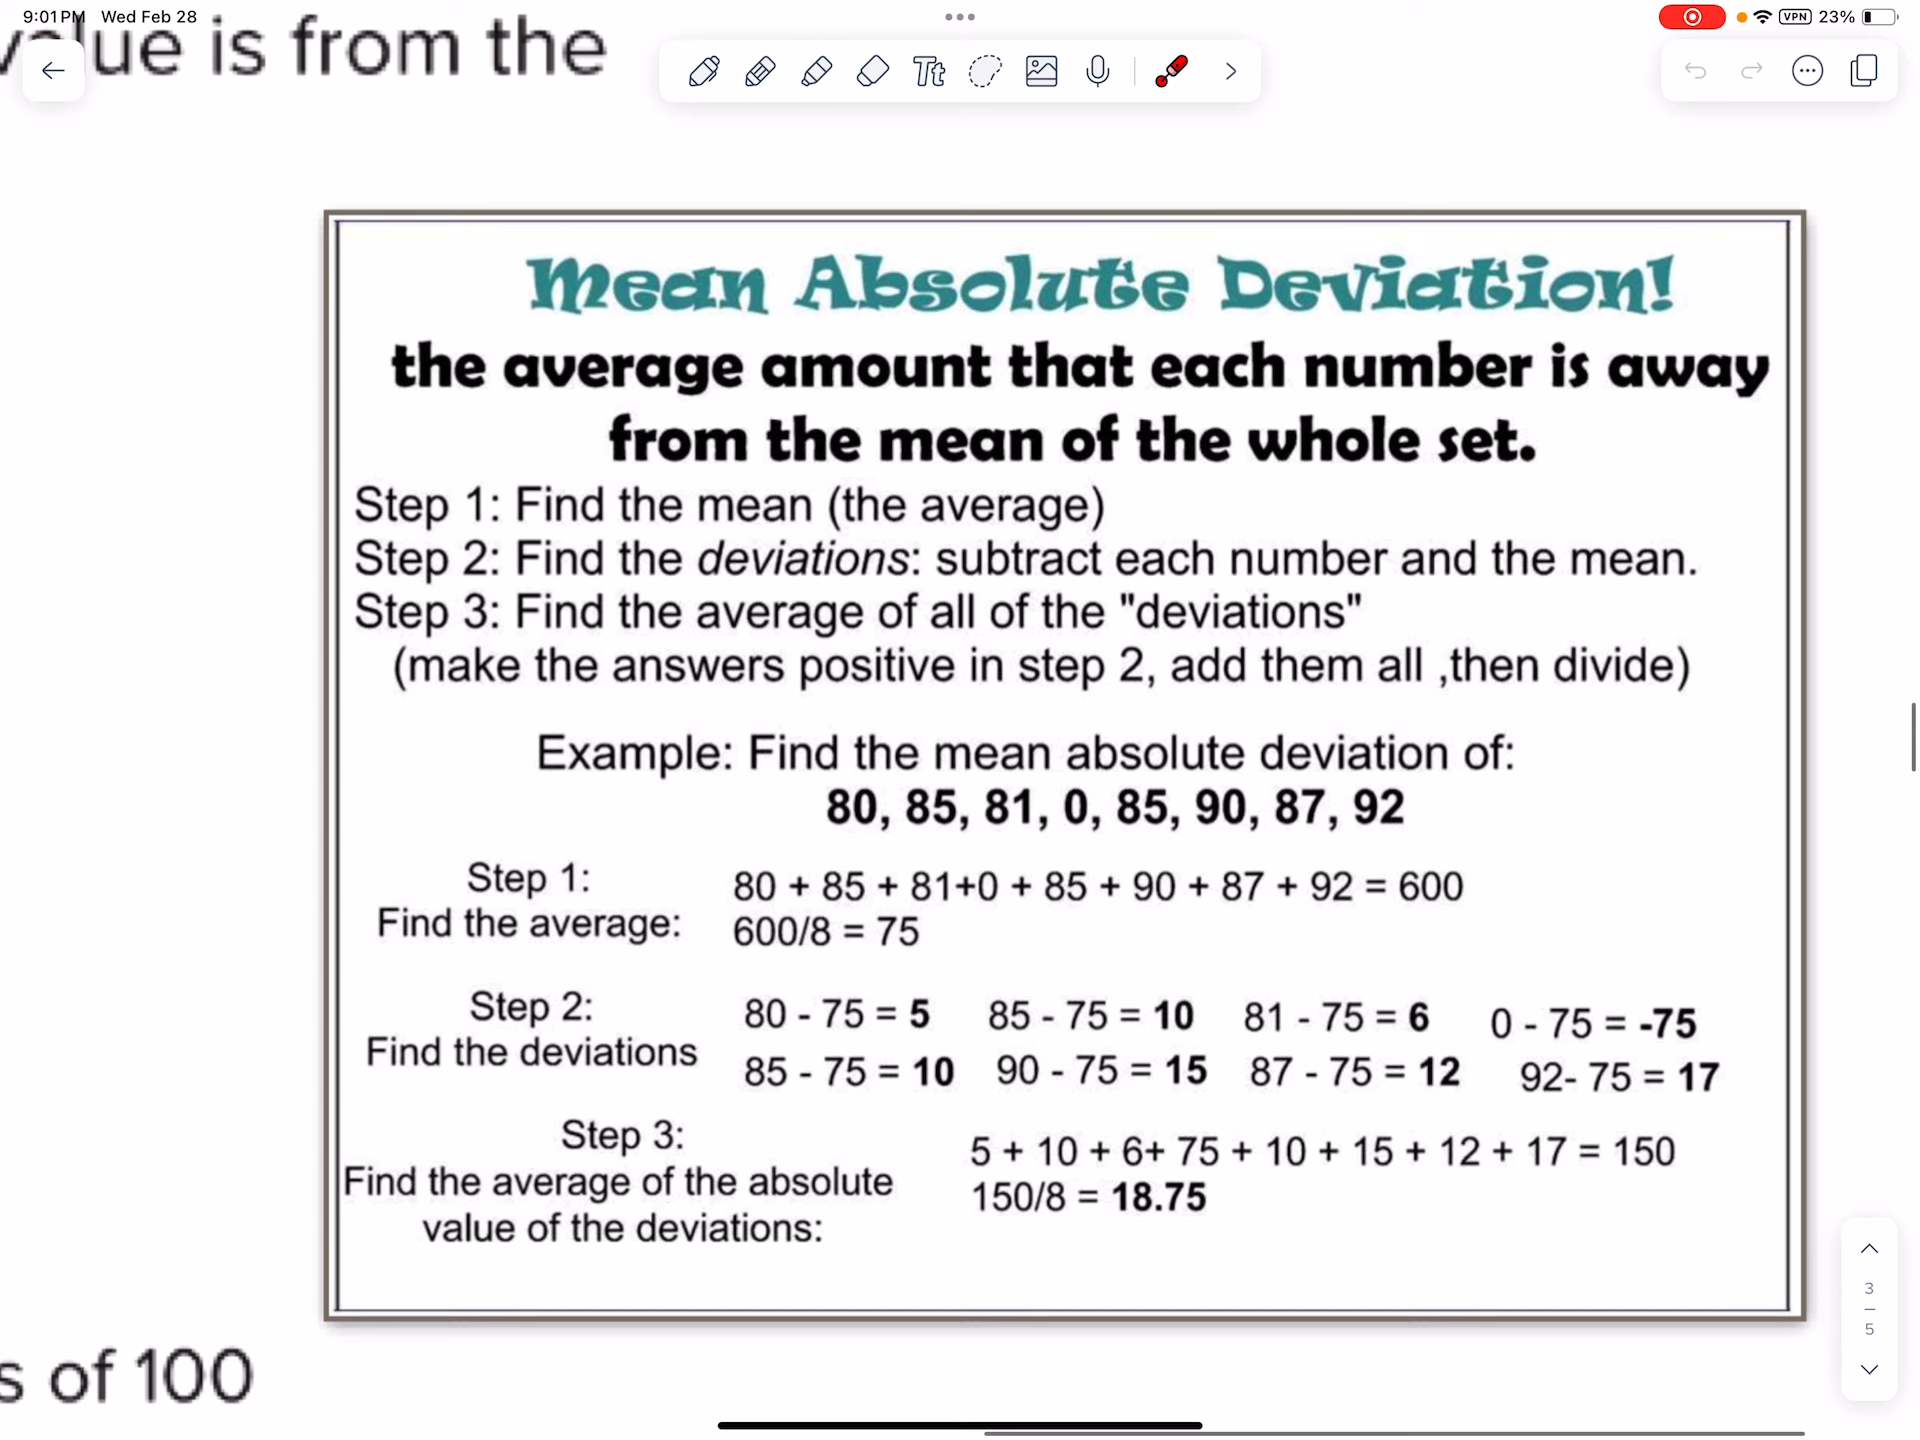 9:01PM Wed Feb 28
VPN 23%
value is from the
Tt
Mean Absolute Deviation!
the average amount that each number is away
from the mean of the whole set.
Step 1: Find the mean (the average)
Step 2: Find the deviations: subtract each number and the mean.
Step 3: Find the average of all of the "deviations"
(make the answers positive in step 2, add them all ,then divide)
Example: Find the mean absolute deviation of:
80, 85, 81, 0, 85, 90, 87, 92
Step 1:
Find the average:
80 + 85 + 81+0 + 85 + 90 + 87 + 92 = 600
600/8 = 75
Step 2:
Find the deviations
80 - 75 = 5 85 - 75 = 10 81 - 75 = 6 0 - 75 = -75
85 - 75 = 10 90 - 75 = 15 87 - 75 = 12 92- 75 = 17
Step 3:
Find the average of the absolute
value of the deviations:
5 + 10 + 6+ 75 + 10 + 15 + 12 + 17 = 150
150/8 = 18.75
3
5
s of 100